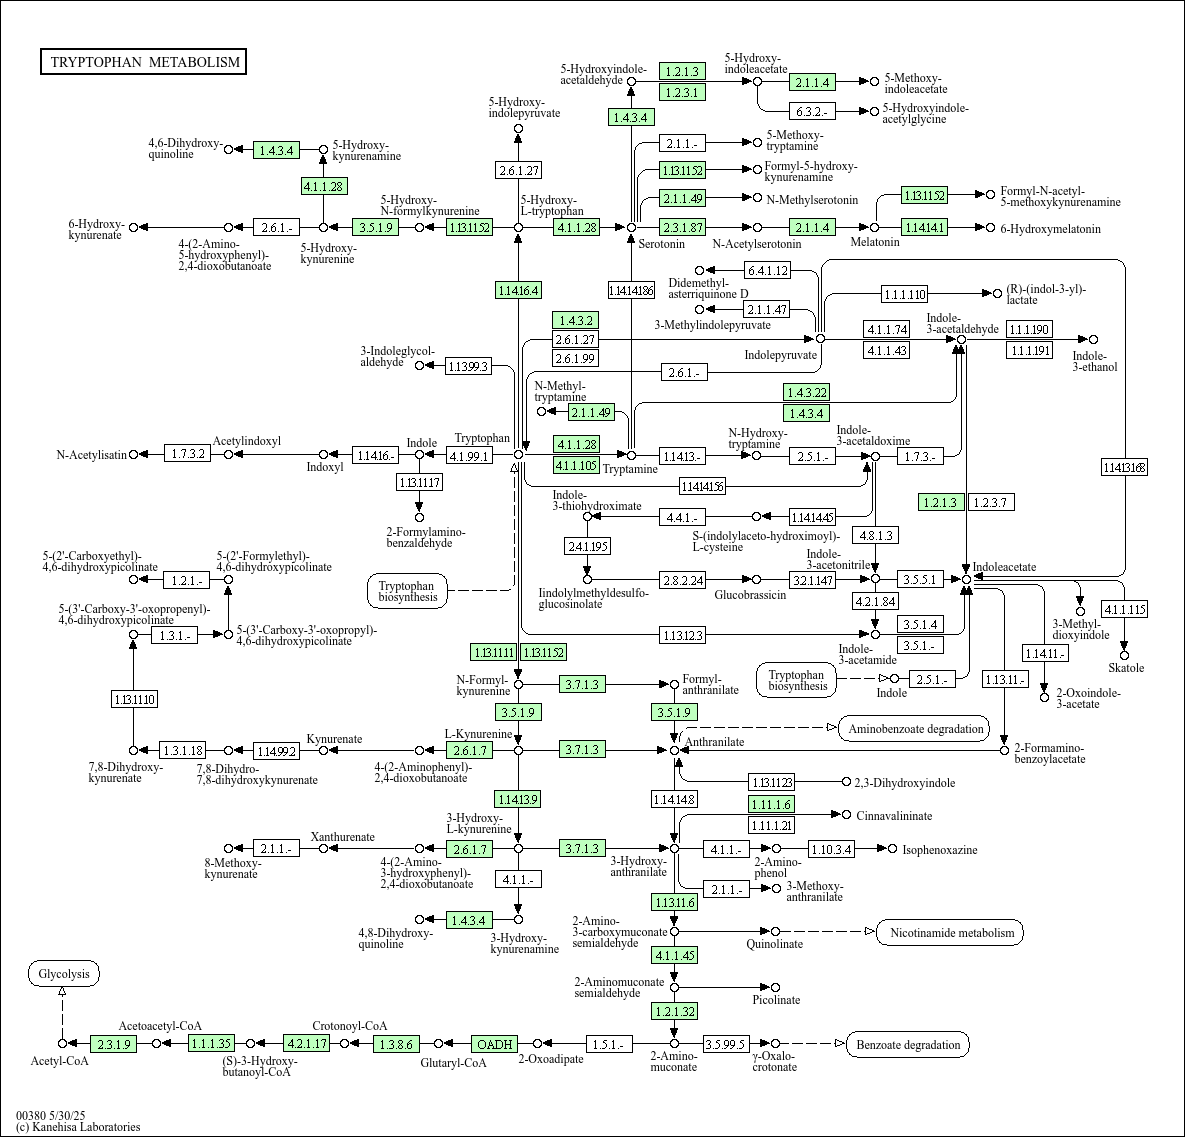 TRYPTOPHAN METABOLISM
5-Hydroxyindole-
acetaldehyde
1.2.1.3
1.2.3.1
5-Hydroxy-
indoleacetate
2.1.1.4
5-Methoxy-
indoleacetate
6.3.2.-
5-Hydroxyindole-
acetylglycine
5-Hydroxy-
indolepyruvate
1.4.3.4
4,6-Dihydroxy-
quinoline
1.4.3.4
5-Hydroxy-
kynurenamine
2.1.1.-
5-Methoxy-
tryptamine
2.6.1.27
1.13.11.52
Formyl-5-hydroxy-
kynurenamine
4.1.1.28
5-Hydroxy-
N-formylkynurenine
5-Hydroxy-
L-tryptophan
2.1.1.49
N-Methylserotonin
1.13.11.52
Formyl-N-acetyl-
5-methoxykynurenamine
6-Hydroxy-
kynurenate
2.6.1.-
3.5.1.9
1.13.11.52
4.1.1.28
2.3.1.87
2.1.1.4
1.14.14.1
6-Hydroxymelatonin
4-(2-Amino-
5-hydroxyphenyl)-
2,4-dioxobutanoate
5-Hydroxy-
kynurenine
Serotonin
N-Acetylserotonin
Melatonin
1.14.16.4
1.14.14.186
6.4.1.12
Didemethyl-
asterriquinone D
1.1.1.110
(R)-(indol-3-yl)-
lactate
2.1.1.47
3-Methylindolepyruvate
1.4.3.2
2.6.1.27
2.6.1.99
Indolepyruvate
4.1.1.74
4.1.1.43
Indole-
3-acetaldehyde
1.1.1.190
1.1.1.191
Indole-
3-ethanol
3-Indoleglycol-
aldehyde
1.13.99.3
2.6.1.-
N-Methyl-
tryptamine
2.1.1.49
1.4.3.22
1.4.3.4
N-Acetylisatin
1.7.3.2
Acetylindoxyl
Indoxyl
1.14.16.-
Indole
4.1.99.1
Tryptophan
4.1.1.28
4.1.1.105
Tryptamine
1.14.13.-
N-Hydroxy-
tryptamine
2.5.1.-
Indole-
3-acetaldoxime
1.7.3.-
1.14.13.168
1.13.11.17
2-Formylamino-
benzaldehyde
1.14.14.156
Indole-
3-thiohydroximate
4.4.1.-
1.14.14.45
S-(indolylaceto-hydroximoyl)-
L-cysteine
1.2.1.3
1.2.3.7
2.4.1.195
4.8.1.3
5-(2'-Carboxyethyl)-
4,6-dihydroxypicolinate
5-(2'-Formylethyl)-
4,6-dihydroxypicolinate
1.2.1.-
Tryptophan
biosynthesis
Iindolylmethyldesulfo-
glucosinolate
2.8.2.24
Glucobrassicin
3.2.1.147
Indole-
3-acetonitrile
3.5.5.1
Indoleacetate
4.2.1.84
5-(3'-Carboxy-3'-oxopropenyl)-
4,6-dihydroxypicolinate
1.3.1.-
5-(3'-Carboxy-3'-oxopropyl)-
4,6-dihydroxypicolinate
1.13.12.3
Indole-
3-acetamide
3.5.1.4
3.5.1.-
3-Methyl-
dioxyindole
4.1.1.115
Skatole
1.14.11.-
2-Oxoindole-
3-acetate
1.13.11.11
1.13.11.52
Tryptophan
biosynthesis
Indole
2.5.1.-
1.13.11.-
N-Formyl-
kynurenine
3.7.1.3
Formyl-
anthranilate
1.13.11.10
3.5.1.9
3.5.1.9
Aminobenzoate degradation
7,8-Dihydroxy-
kynurenate
1.3.1.18
7,8-Dihydro-
7,8-dihydroxykynurenate
1.14.99.2
Kynurenate
4-(2-Aminophenyl)-
2,4-dioxobutanoate
2.6.1.7
L-Kynurenine
3.7.1.3
Anthranilate
2-Formamino-
benzoylacetate
1.13.11.23
2,3-Dihydroxyindole
1.14.13.9
1.14.14.8
1.11.1.6
1.11.1.21
Cinnavalininate
8-Methoxy-
kynurenate
2.1.1.-
Xanthurenate
4-(2-Amino-
3-hydroxyphenyl)-
2,4-dioxobutanoate
2.6.1.7
3-Hydroxy-
L-kynurenine
3.7.1.3
3-Hydroxy-
anthranilate
4.1.1.-
2-Amino-
phenol
1.10.3.4
Isophenoxazine
4.1.1.-
2.1.1.-
3-Methoxy-
anthranilate
1.13.11.6
4,8-Dihydroxy-
quinoline
1.4.3.4
3-Hydroxy-
kynurenamine
2-Amino-
3-carboxymuconate
semialdehyde
Quinolinate
Nicotinamide metabolism
4.1.1.45
Glycolysis
2-Aminomuconate
semialdehyde
Picolinate
1.2.1.32
Acetyl-CoA
2.3.1.9
Acetoacetyl-CoA
1.1.1.35
(S)-3-Hydroxy-
butanoyl-CoA
4.2.1.17
Crotonoyl-CoA
1.3.8.6
Glutaryl-CoA
OADH
2-Oxoadipate
1.5.1.-
2-Amino-
muconate
3.5.99.5
γ-Oxalo-
crotonate
Benzoate degradation
00380 5/30/25
(c) Kanehisa Laboratories